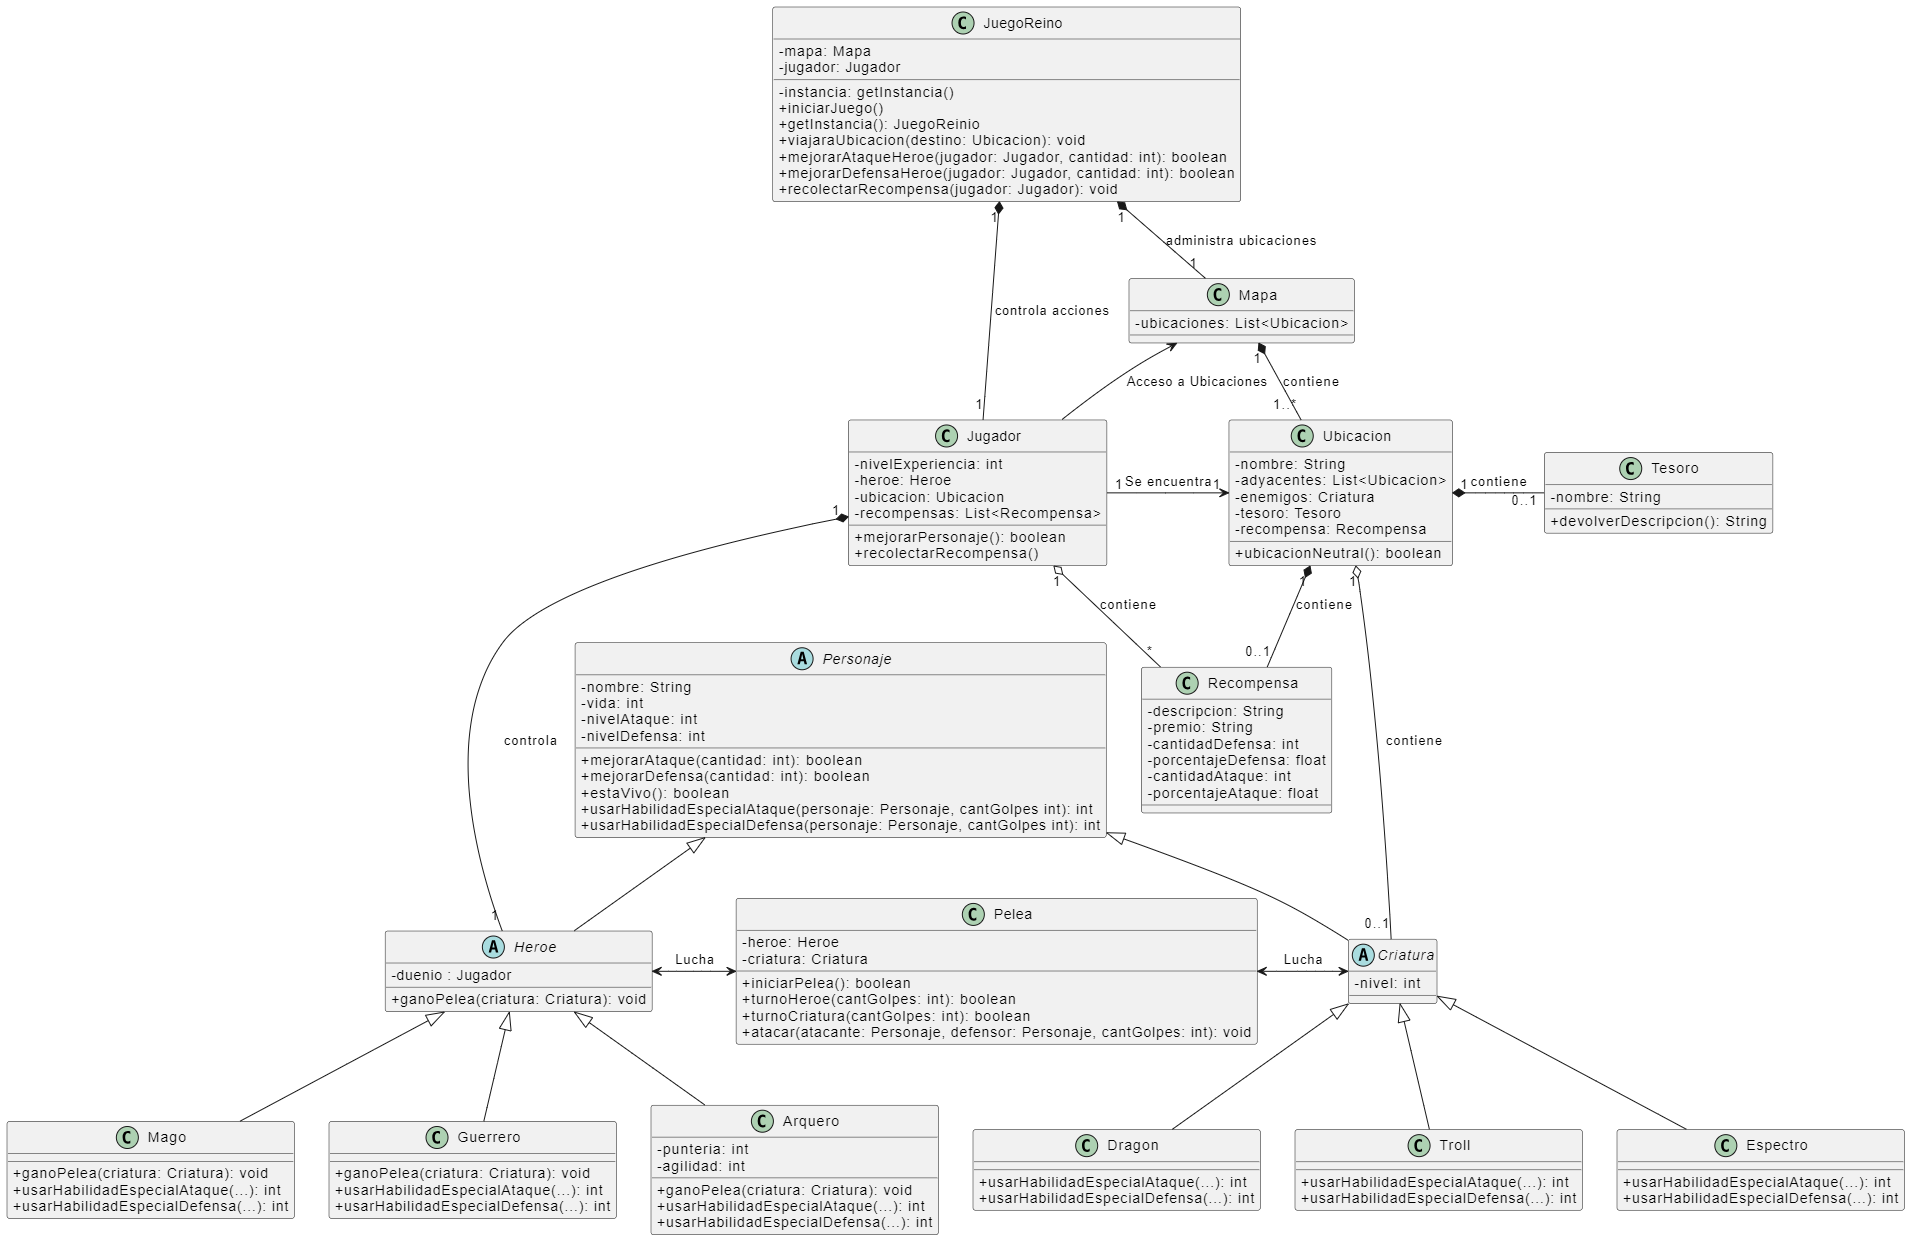 C JuegoReino
-mapa: Mapa
-jugador: Jugador
-instancia: getInstancia()
+iniciarJuego()
+getInstancia(): JuegoReinio
+viajaraUbicacion(destino: Ubicacion): void
+mejorarAtaqueHeroe(jugador: Jugador, cantidad: int): boolean
+mejorarDefensaHeroe(jugador: Jugador, cantidad: int): boolean
+recolectarRecompensa(jugador: Jugador): void
1
1
administra ubicaciones
1
C Mapa
-ubicaciones: List<Ubicacion>
controla acciones
1
Acceso a Ubicaciones
1
contiene
1..*
C Jugador
-nivelExperiencia: int
-heroe: Heroe
-ubicacion: Ubicacion
-recompensas: List<Recompensa>
+mejorarPersonaje(): boolean
+recolectarRecompensa()
1 Se encuentra 1
C Ubicacion
-nombre: String
-adyacentes: List<Ubicacion>
-enemigos: Criatura
-tesoro: Tesoro
-recompensa: Recompensa
+ubicacionNeutral(): boolean
1 contiene
0..1
C Tesoro
-nombre: String
+devolverDescripcion(): String
1
controla
1
1
contiene
*
1
contiene
0..1
1
contiene
0..1
A Personaje
-nombre: String
-vida: int
-nivelAtaque: int
-nivelDefensa: int
+mejorarAtaque(cantidad: int): boolean
+mejorarDefensa(cantidad: int): boolean
+estaVivo(): boolean
+usarHabilidadEspecialAtaque(personaje: Personaje, cantGolpes int): int
+usarHabilidadEspecialDefensa(personaje: Personaje, cantGolpes int): int
C Recompensa
-descripcion: String
-premio: String
-cantidadDefensa: int
-porcentajeDefensa: float
-cantidadAtaque: int
-porcentajeAtaque: float
A Heroe
-duenio : Jugador
+ganoPelea(criatura: Criatura): void
Lucha
C Pelea
-heroe: Heroe
-criatura: Criatura
+iniciarPelea(): boolean
+turnoHeroe(cantGolpes: int): boolean
+turnoCriatura(cantGolpes: int): boolean
+atacar(atacante: Personaje, defensor: Personaje, cantGolpes: int): void
Lucha
A Criatura
-nivel: int
C Mago
+ganoPelea(criatura: Criatura): void
+usarHabilidadEspecialAtaque(...): int
+usarHabilidadEspecialDefensa(...): int
C Guerrero
+ganoPelea(criatura: Criatura): void
+usarHabilidadEspecialAtaque(...): int
+usarHabilidadEspecialDefensa(...): int
C Arquero
-punteria: int
-agilidad: int
+ganoPelea(criatura: Criatura): void
+usarHabilidadEspecialAtaque(...): int
+usarHabilidadEspecialDefensa(...): int
C Dragon
+usarHabilidadEspecialAtaque(...): int
+usarHabilidadEspecialDefensa(...): int
C Troll
+usarHabilidadEspecialAtaque(...): int
+usarHabilidadEspecialDefensa(...): int
C Espectro
+usarHabilidadEspecialAtaque(...): int
+usarHabilidadEspecialDefensa(...): int